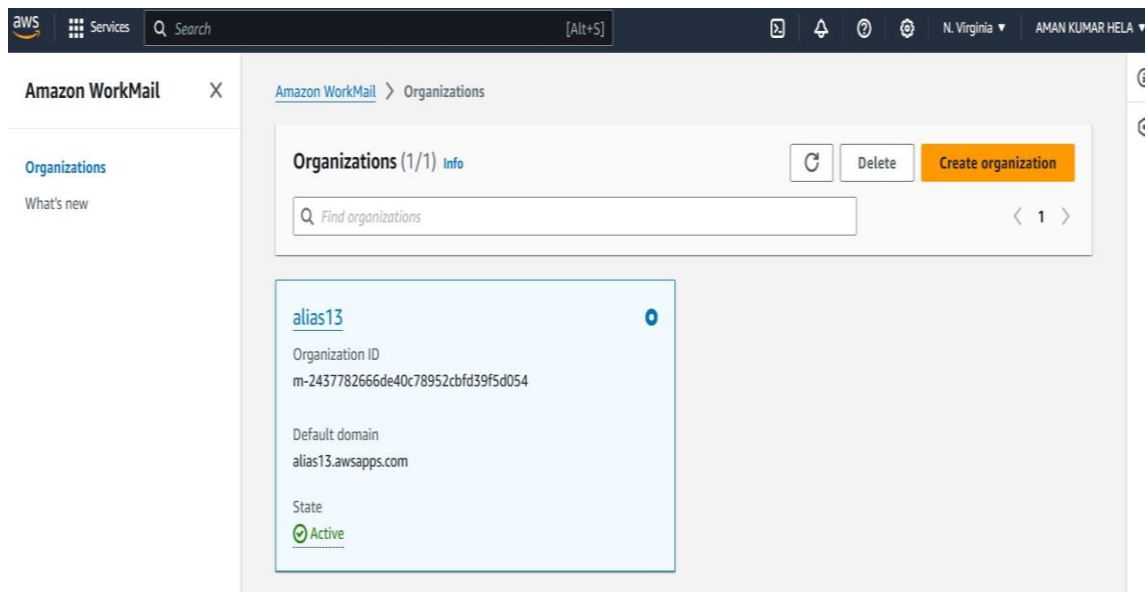 aws Services Search [Alt+S] N. Virginia ▼ AMAN KUMAR HELA ▼
Amazon WorkMail X
Organizations
What's new
Amazon WorkMail > Organizations
Organizations (1/1) Info
Delete Create organization
Find organizations
< 1 >
alias13
Organization ID
m-2437782666de40c78952cbfd39f5d054
Default domain
alias13.awsapps.com
State
Active